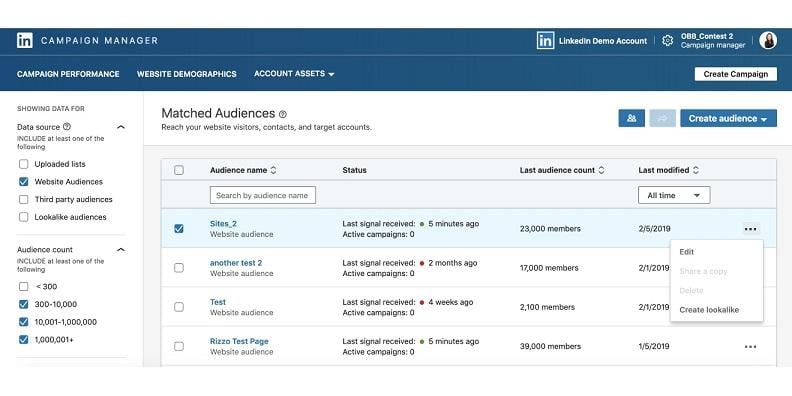 in CAMPAIGN MANAGER
in LinkedIn Demo Account
OBB_Contest 2
Campaign manager
CAMPAIGN PERFORMANCE WEBSITE DEMOGRAPHICS ACCOUNT ASSETS
Create Campaign
SHOWING DATA FOR
Data source ?
INCLUDE at least one of the
following
Uploaded lists
Website Audiences
Third party audiences
Lookalike audiences
Audience count
INCLUDE at least one of the
following
< 300
300-10,000
10,001-1,000,000
1,000,001+
Matched Audiences ?
Reach your website visitors, contacts, and target accounts.
Create audience
Audience name Status Last audience count Last modified
Search by audience name All time
Sites_2 Last signal received: 5 minutes ago 23,000 members 2/5/2019
Website audience Active campaigns: 0
another test 2 Last signal received: 2 months ago 17,000 members 2/1/2019
Website audience Active campaigns: 0
Test Last signal received: 4 weeks ago 2,100 members 2/1/2019
Website audience Active campaigns: 0
Rizzo Test Page Last signal received: 5 minutes ago 39,000 members 1/5/2019
Website audience Active campaigns: 0
Edit
Share a copy
Delete
Create lookalike